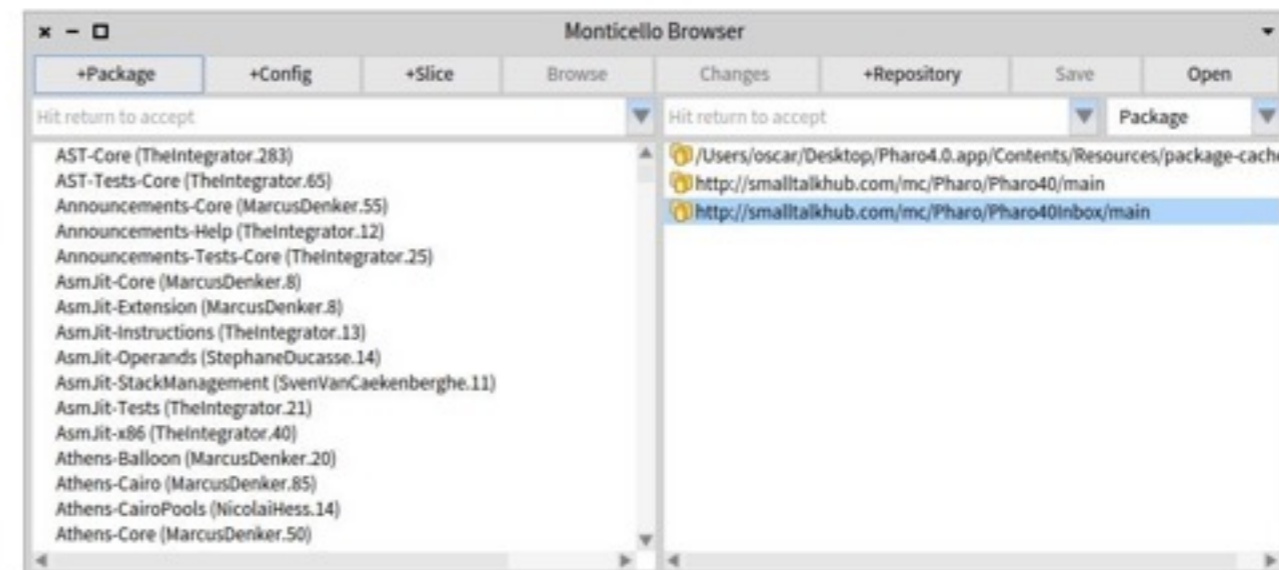 Monticello Browser
+Package +Config +Slice Browse Changes +Repository Save Open
Hit return to accept
Hit return to accept
Package
AST-Core (TheIntegrator.283)
AST-Tests-Core (TheIntegrator.65)
Announcements-Core (MarcusDenker.55)
Announcements-Help (TheIntegrator.12)
Announcements-Tests-Core (TheIntegrator.25)
AsmJit-Core (MarcusDenker.8)
AsmJit-Extension (MarcusDenker.8)
AsmJit-Instructions (TheIntegrator.13)
AsmJit-Operands (StephaneDucasse.14)
AsmJit-StackManagement (SvenVanCaekenberghe.11)
AsmJit-Tests (TheIntegrator.21)
AsmJit-x86 (TheIntegrator.40)
Athens-Balloon (MarcusDenker.20)
Athens-Cairo (MarcusDenker.85)
Athens-CairoPools (NicolaiHess.14)
Athens-Core (MarcusDenker.50)
/Users/oscar/Desktop/Pharo4.0.app/Contents/Resources/package-cache
http://smalltalkhub.com/mc/Pharo/Pharo40/main
http://smalltalkhub.com/mc/Pharo/Pharo40Inbox/main